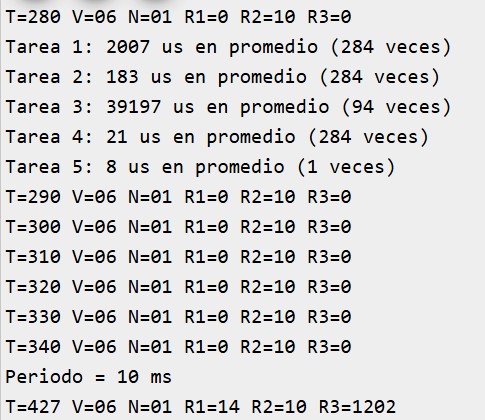 T=280 V=06 N=01 R1=0 R2=10 R3=0
Tarea 1: 2007 us en promedio (284 veces)
Tarea 2: 183 us en promedio (284 veces)
Tarea 3: 39197 us en promedio (94 veces)
Tarea 4: 21 us en promedio (284 veces)
Tarea 5: 8 us en promedio (1 veces)
T=290 V=06 N=01 R1=0 R2=10 R3=0
T=300 V=06 N=01 R1=0 R2=10 R3=0
T=310 V=06 N=01 R1=0 R2=10 R3=0
T=320 V=06 N=01 R1=0 R2=10 R3=0
T=330 V=06 N=01 R1=0 R2=10 R3=0
T=340 V=06 N=01 R1=0 R2=10 R3=0
Periodo = 10 ms
T=427 V=06 N=01 R1=14 R2=10 R3=1202